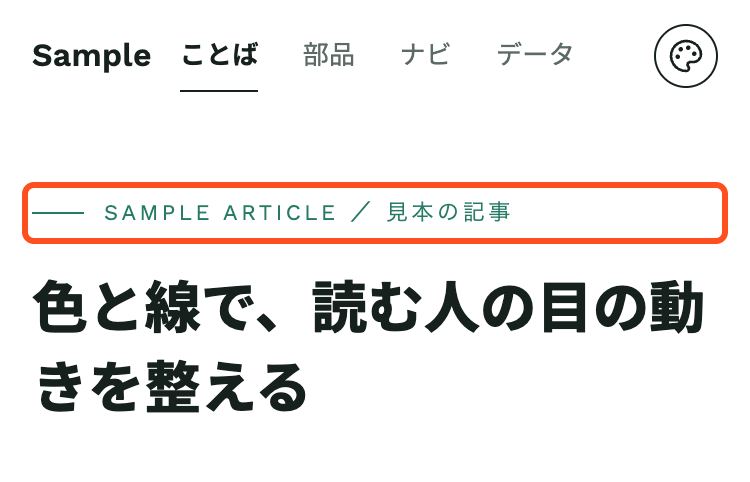 Sample ことば 部品 ナビ データ
SAMPLE ARTICLE ／ 見本の記事
色と線で、読む人の目の動
きを整える